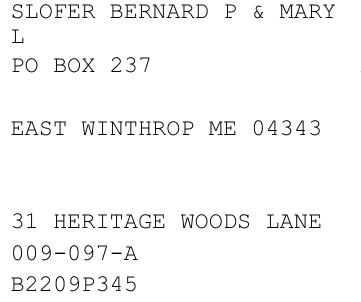 SLOFER BERNARD P & MARY
L
PO BOX 237
EAST WINTHROP ME 04343
31 HERITAGE WOODS LANE
009-097-A
B2209P345